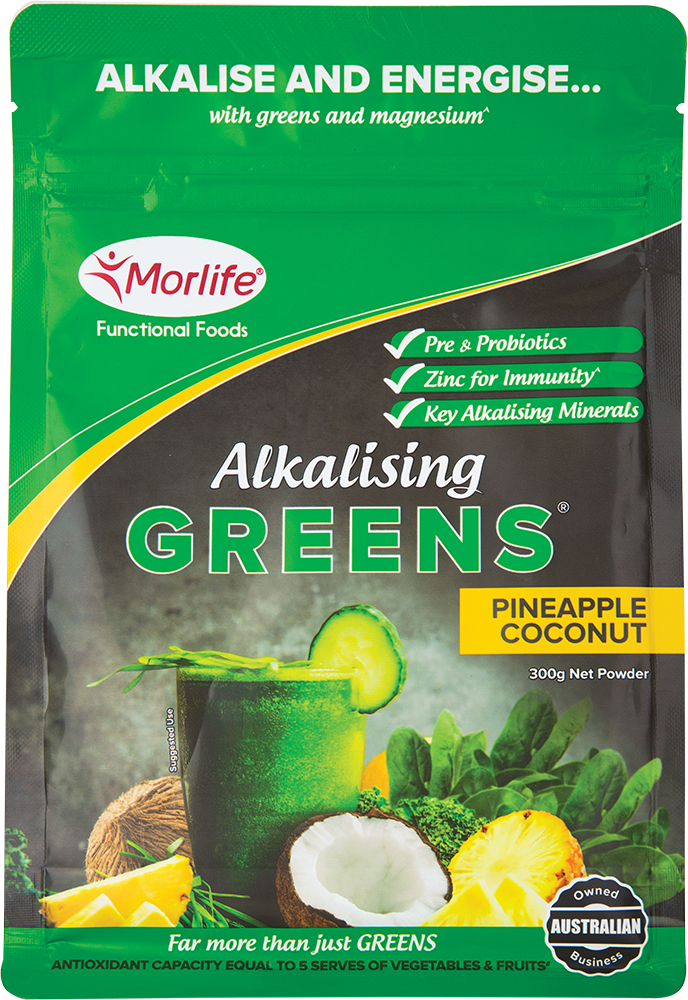 ALKALISE AND ENERGISE...
with greens and magnesium^
Morlife®
Functional Foods
Pre & Probiotics
Zinc for Immunity^
Key Alkalising Minerals
Alkalising
GREENS®
PINEAPPLE
COCONUT
300g Net Powder
Suggested Use
Owned
AUSTRALIAN
Business
Far more than just GREENS
ANTIOXIDANT CAPACITY EQUAL TO 5 SERVES OF VEGETABLES & FRUITS